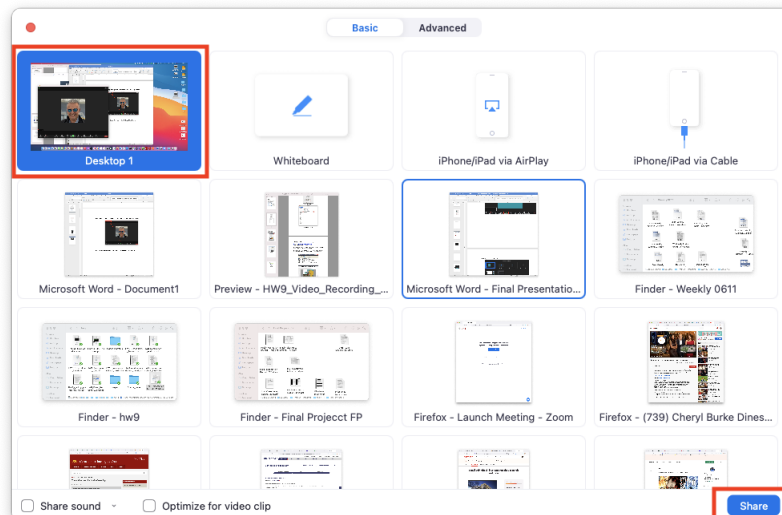 Basic Advanced
Desktop 1
Whiteboard
iPhone/iPad via AirPlay
iPhone/iPad via Cable
Microsoft Word - Document1
Preview - HW9_Video_Recording_...
Microsoft Word - Final Presentatio...
Finder - Weekly 0611
Finder - hw9
Finder - Final Projecct FP
Firefox - Launch Meeting - Zoom
Firefox - (739) Cheryl Burke Dines...
Share sound
Optimize for video clip
Share